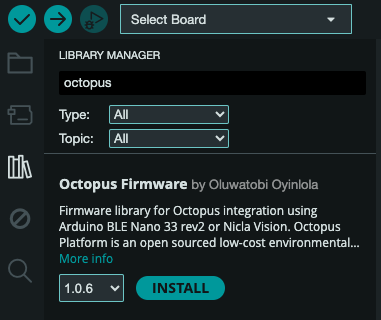 Select Board
LIBRARY MANAGER
octopus
Type: All
Topic: All
Octopus Firmware by Oluwatobi Oyinlola
Firmware library for Octopus integration using
Arduino BLE Nano 33 rev2 or Nicla Vision. Octopus
Platform is an open sourced low-cost environmental...
More info
1.0.6 INSTALL